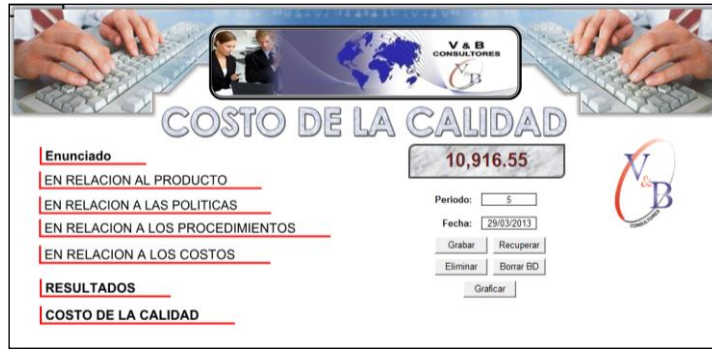 V & B
CONSULTORES
V&B
COSTO DE LA CALIDAD
Enunciado
EN RELACION AL PRODUCTO
EN RELACION A LAS POLITICAS
EN RELACION A LOS PROCEDIMIENTOS
EN RELACION A LOS COSTOS
RESULTADOS
COSTO DE LA CALIDAD
10,916.55
Periodo: 5
Fecha: 29/03/2013
Grabar Recuperar
Eliminar Borrar BD
Graficar
V&B
CONSULTORES